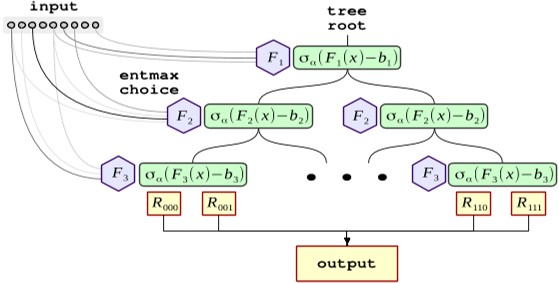 input
tree
root
F₁ σα(F₁(x)−b₁)
entmax
choice
F₂ σα(F₂(x)−b₂) F₂ σα(F₂(x)−b₂)
F₃ σα(F₃(x)−b₃) F₃ σα(F₃(x)−b₃)
R₀₀₀ R₀₀₁ R₁₁₀ R₁₁₁
output